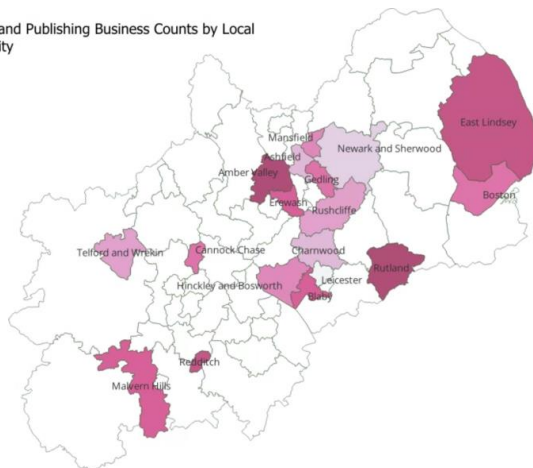 and Publishing Business Counts by Local
ity
East Lindsey
Mansfield
Newark and Sherwood
Ashfield
Amber Valley
Gedling
Boston
Erewash
Rushcliffe
Telford and Wrekin
Cannock Chase
Charnwood
Rutland
Leicester
Hinckley and Bosworth
Blaby
Redditch
Malvern Hills